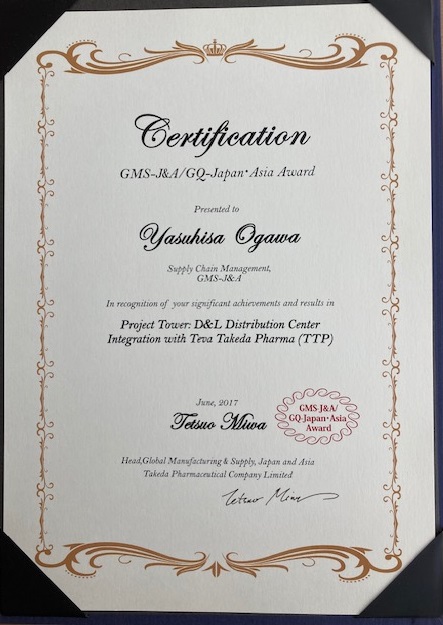 Certification
GMS-J&A/GQ-Japan・Asia Award
Presented to
Yasuhisa Ogawa
Supply Chain Management,
GMS-J&A
In recognition of your significant achievements and results in
Project Tower: D&L Distribution Center
Integration with Teva Takeda Pharma (TTP)
June, 2017
Tetsuo Miwa
GMS-J&A/
GQ-Japan・Asia
Award
Head,Global Manufacturing & Supply, Japan and Asia
Takeda Pharmaceutical Company Limited
Tetsuo Miwa